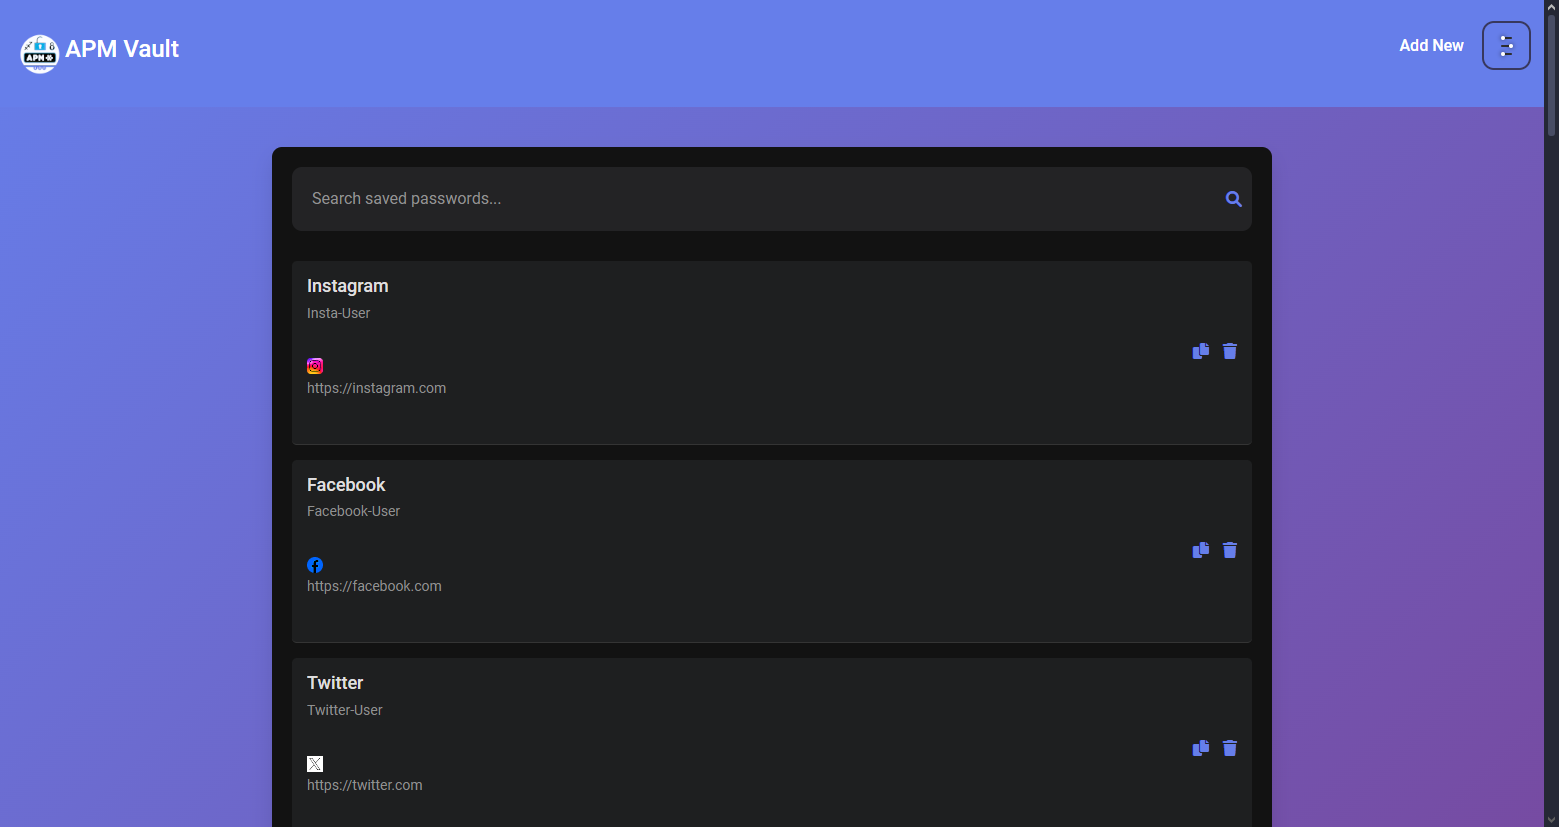 APM
APM Vault
Add New
Search saved passwords...
Instagram
Insta-User
https://instagram.com
Facebook
Facebook-User
https://facebook.com
Twitter
Twitter-User
https://twitter.com